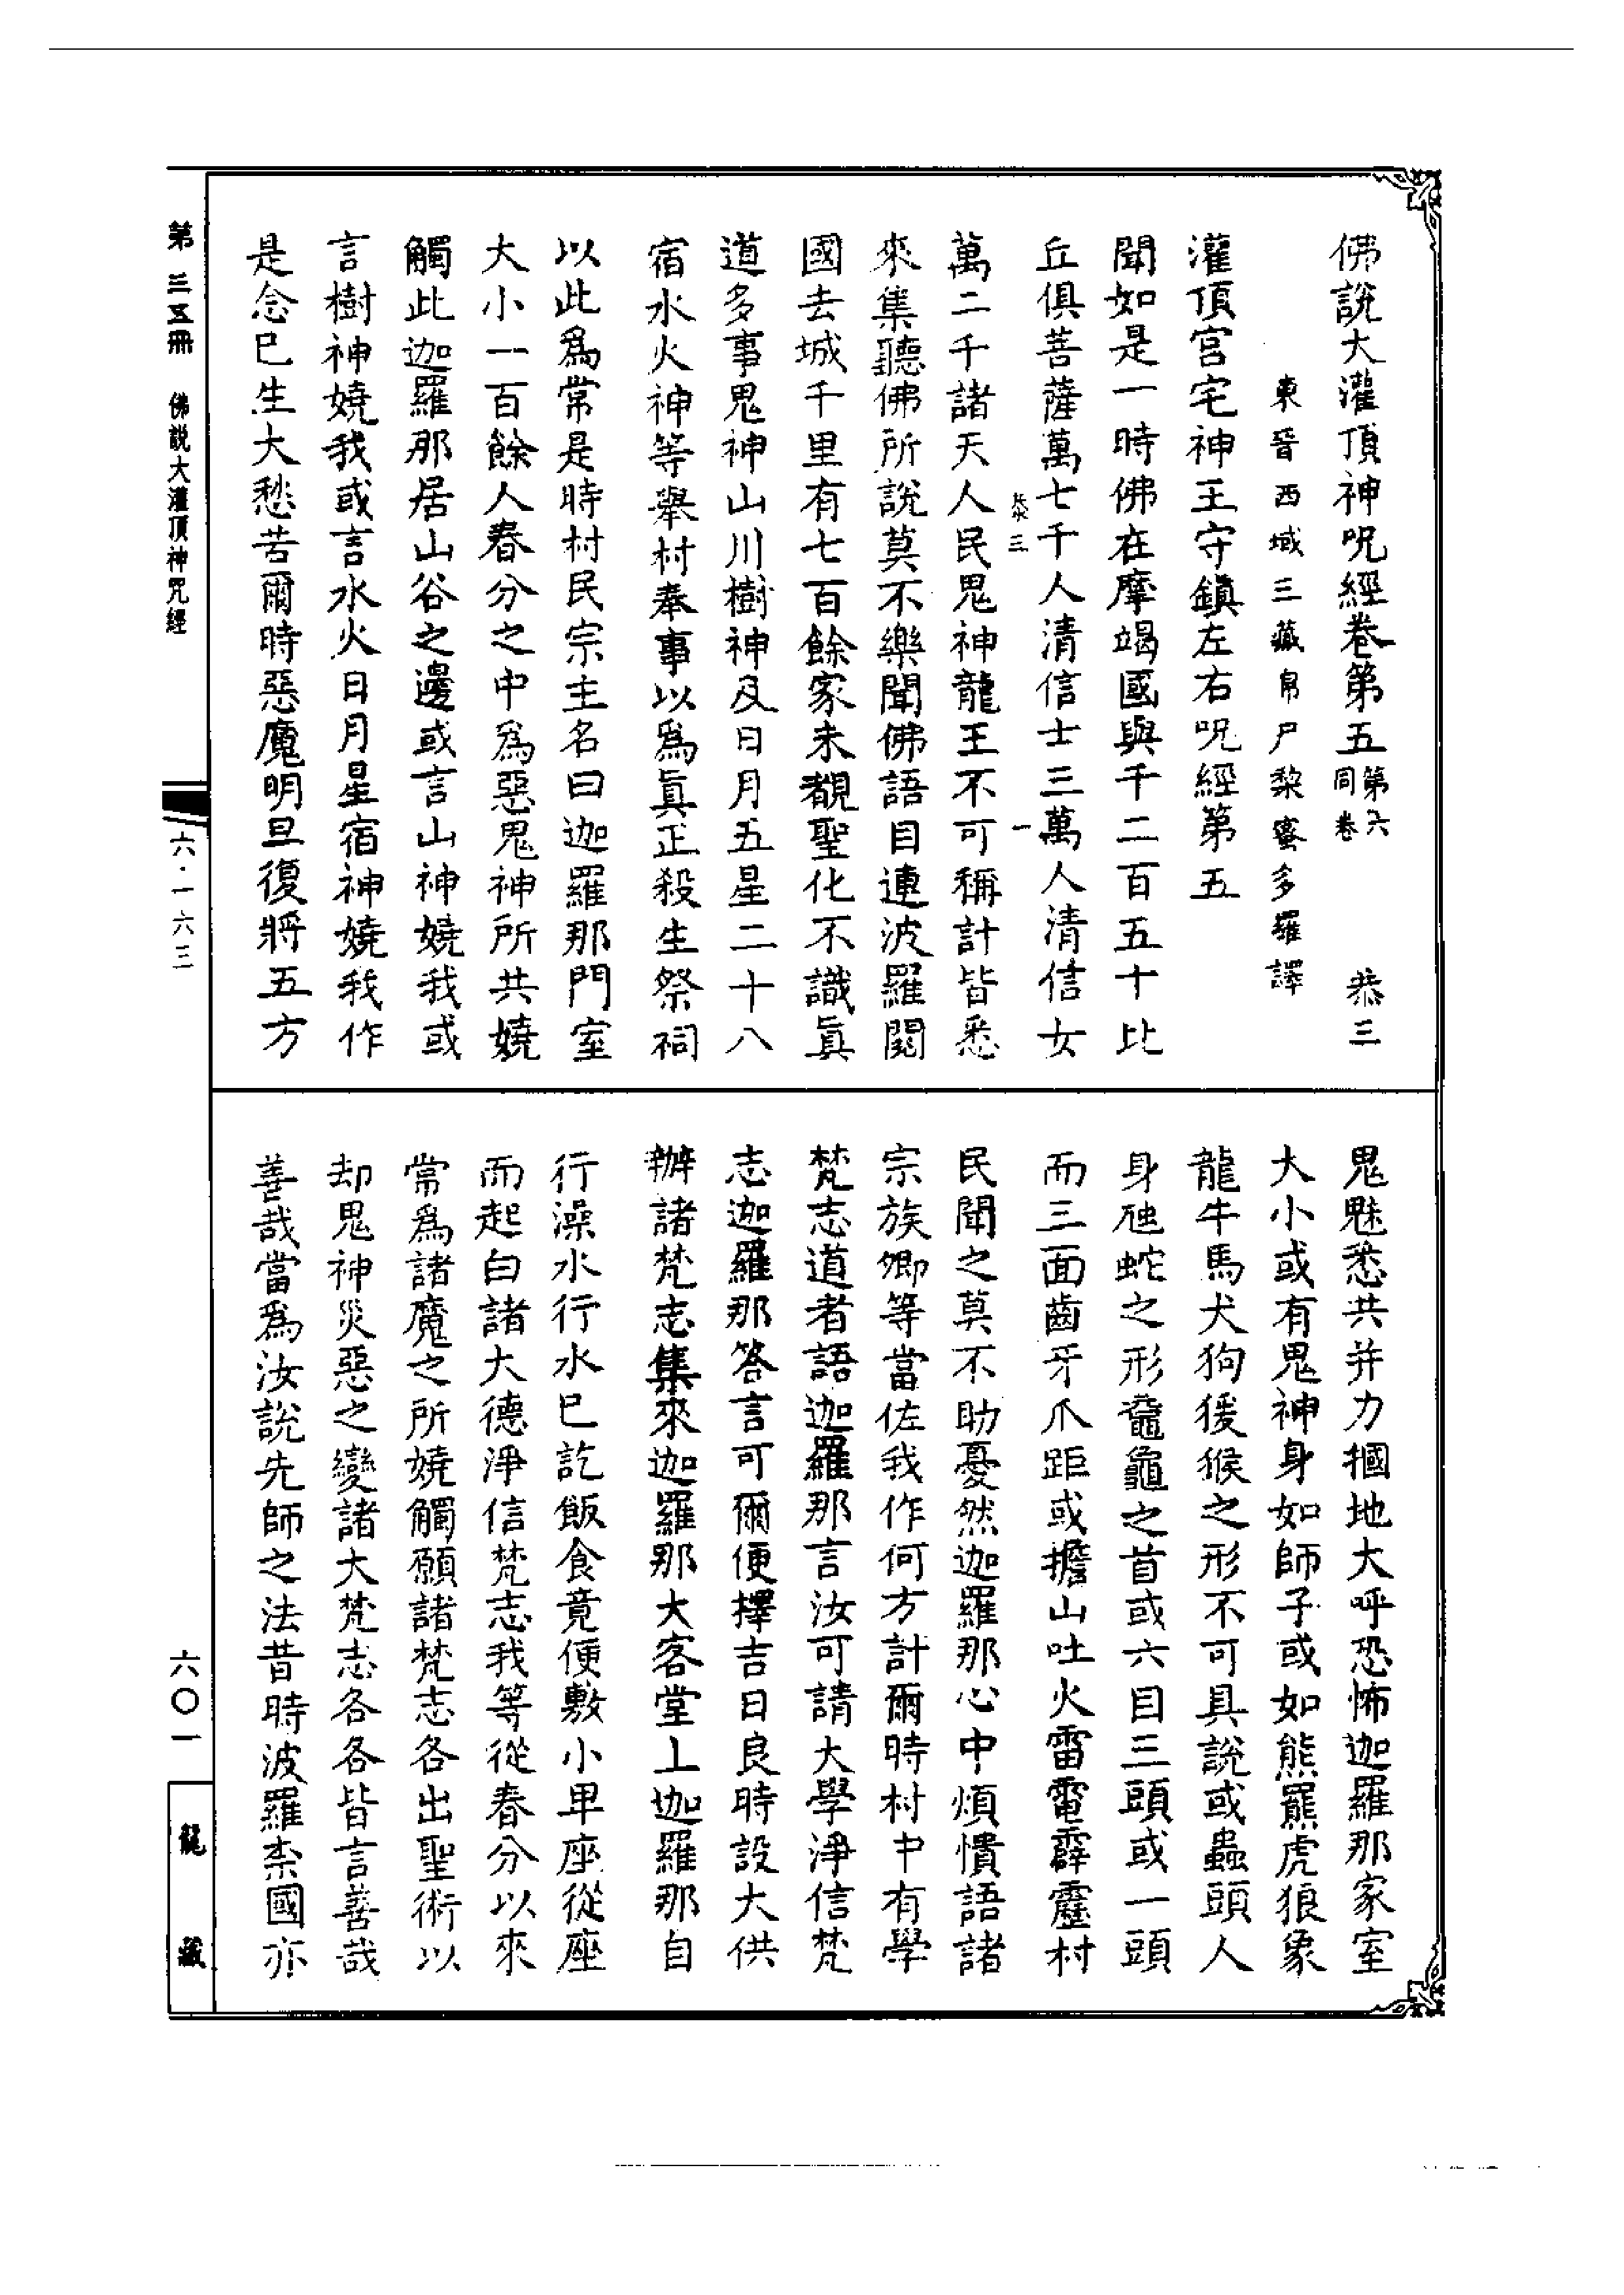 佛說大灌頂神呪經卷第五第六同卷 恭三
東晉西域三藏帛尸棃蜜多羅譯
灌頂宮宅神王守鎮左右呪經第五
聞如是一時佛在摩竭國與千二百五十比
丘俱菩薩萬七千人清信士三萬人清信女
恭三 一
萬二千諸天人民鬼神龍王不可稱計皆悉
來集聽佛所說莫不樂聞佛語目連波羅閱
國去城千里有七百餘家未覩聖化不識眞
道多事鬼神山川樹神及日月五星二十八
宿水火神等舉村奉事以爲眞正殺生祭祠
以此爲常是時村民宗主名曰迦羅那門室
大小一百餘人春分之中爲惡鬼神所共嬈
觸此迦羅那居山谷之邊或言山神嬈我或
言樹神嬈我或言水火日月星宿神嬈我作
是念已生大愁苦爾時惡魔明旦復將五方
鬼魅悉共并力摑地大呼恐怖迦羅那家室
大小或有鬼神身如師子或如熊羆虎狼象
龍牛馬犬狗猨猴之形不可具說或蟲頭人
身虺蛇之形黿龜之首或六目三頭或一頭
而三面齒牙爪距或擔山吐火雷電霹靂村
民聞之莫不助憂然迦羅那心中煩憒語諸
宗族卿等當佐我作何方計爾時村中有學
梵志道者語迦羅那言汝可請大學淨信梵
志迦羅那答言可爾便擇吉日良時設大供
辦諸梵志集來迦羅那大客堂上迦羅那自
行澡水行水已訖飯食竟便敷小卑座從座
而起白諸大德淨信梵志我等從春分以來
常爲諸魔之所嬈觸願諸梵志各出聖術以
却鬼神災惡之變諸大梵志各各皆言善哉
善哉當爲汝說先師之法昔時波羅柰國亦
第三五冊 佛説大灌頂神咒經
六·一六三
六〇一
龍藏